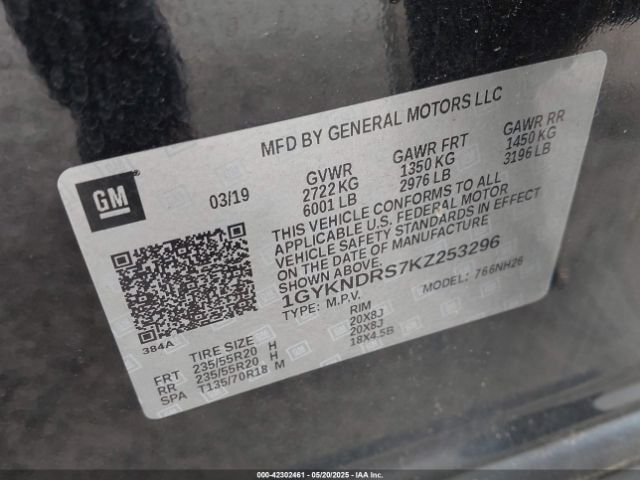 MFD BY GENERAL MOTORS LLC
GM
03/19
GVWR GAWR FRT GAWR RR
2722 KG 1350 KG 1450 KG
6001 LB 2976 LB 3196 LB
THIS VEHICLE CONFORMS TO ALL
APPLICABLE U.S. FEDERAL MOTOR
VEHICLE SAFETY STANDARDS IN EFFECT
ON THE DATE OF MANUFACTURE
SHOWN ABOVE.
1GYKNDRS7KZ253296
TYPE: M.P.V. MODEL: 766NH26
384A
TIRE SIZE RIM
FRT 235/55R20 H 20X8J
RR 235/55R20 H 20X8J
SPA T135/70R18 M 18X4.5B
000-42302461 - 05/20/2025 - IAAI.COM